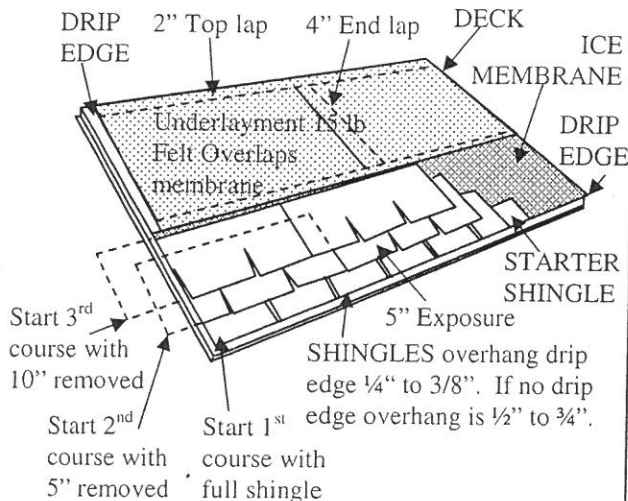 DRIP
EDGE
2” Top lap
4” End lap
DECK
ICE
MEMBRANE
DRIP
EDGE
Underlayment 15 lb
Felt Overlaps
membrane
STARTER
SHINGLE
5” Exposure
SHINGLES overhang drip
edge ¼“ to 3/8”. If no drip
edge overhang is ½” to ¾”.
Start 3rd
course with
10” removed
Start 2nd
course with
5” removed
Start 1st
course with
full shingle